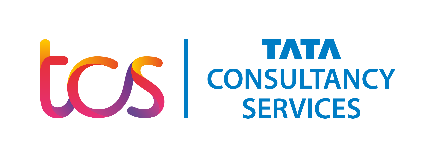 tcs
TATA
CONSULTANCY
SERVICES